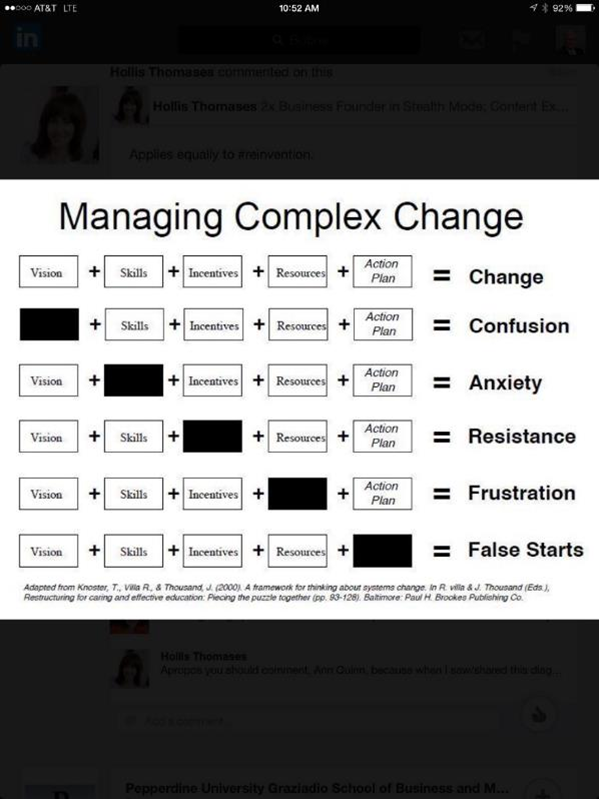 AT&T LTE 10:52 AM 92%
in
Hollis Thomases commented on this
Hollis Thomases 2x Business Founder in Stealth Mode; Content Ex...
Applies equally to #reinvention.
Managing Complex Change
Vision + Skills + Incentives + Resources + Action Plan = Change
+ Skills + Incentives + Resources + Action Plan = Confusion
Vision + + Incentives + Resources + Action Plan = Anxiety
Vision + Skills + + Resources + Action Plan = Resistance
Vision + Skills + Incentives + + Action Plan = Frustration
Vision + Skills + Incentives + Resources + = False Starts
Adapted from Knoster, T., Villa R., & Thousand, J. (2000). A framework for thinking about systems change. In R. villa & J. Thousand (Eds.),
Restructuring for caring and effective education: Piecing the puzzle together (pp. 93-128). Baltimore: Paul H. Brookes Publishing Co.
Hollis Thomases
Apropos you should comment, Ann Quinn, because when I saw/shared this diag...
Add a comment...
Pepperdine University Graziadio School of Business and M...